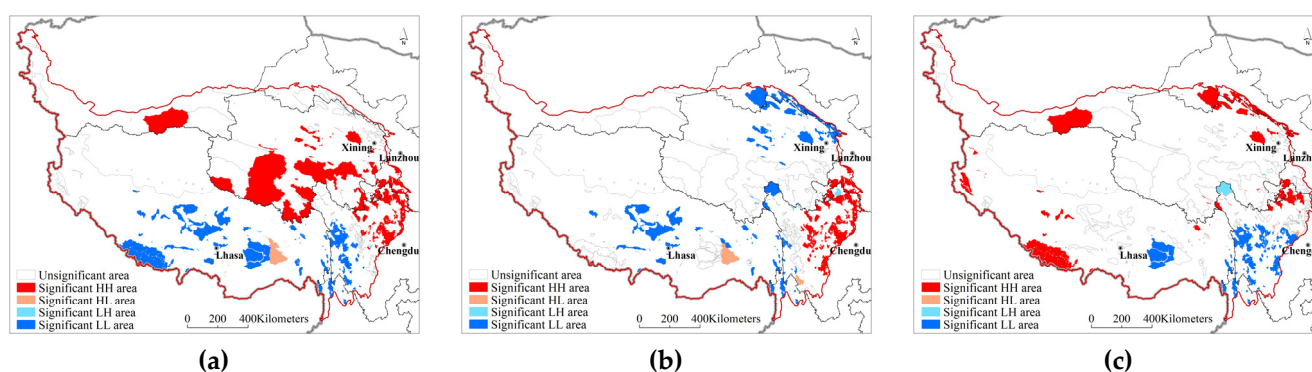 N
Xining
Lanzhou
Lhasa
Chengdu
Unsignificant area
Significant HH area
Significant HL area
Significant LH area
Significant LL area
0 200 400Kilometers
(a)
N
Xining
Lanzhou
Lhasa
Chengdu
Unsignificant area
Significant HH area
Significant HL area
Significant LH area
Significant LL area
0 200 400Kilometers
(b)
N
Xining
Lanzhou
Lhasa
Chengdu
Unsignificant area
Significant HH area
Significant HL area
Significant LH area
Significant LL area
0 200 400Kilometers
(c)